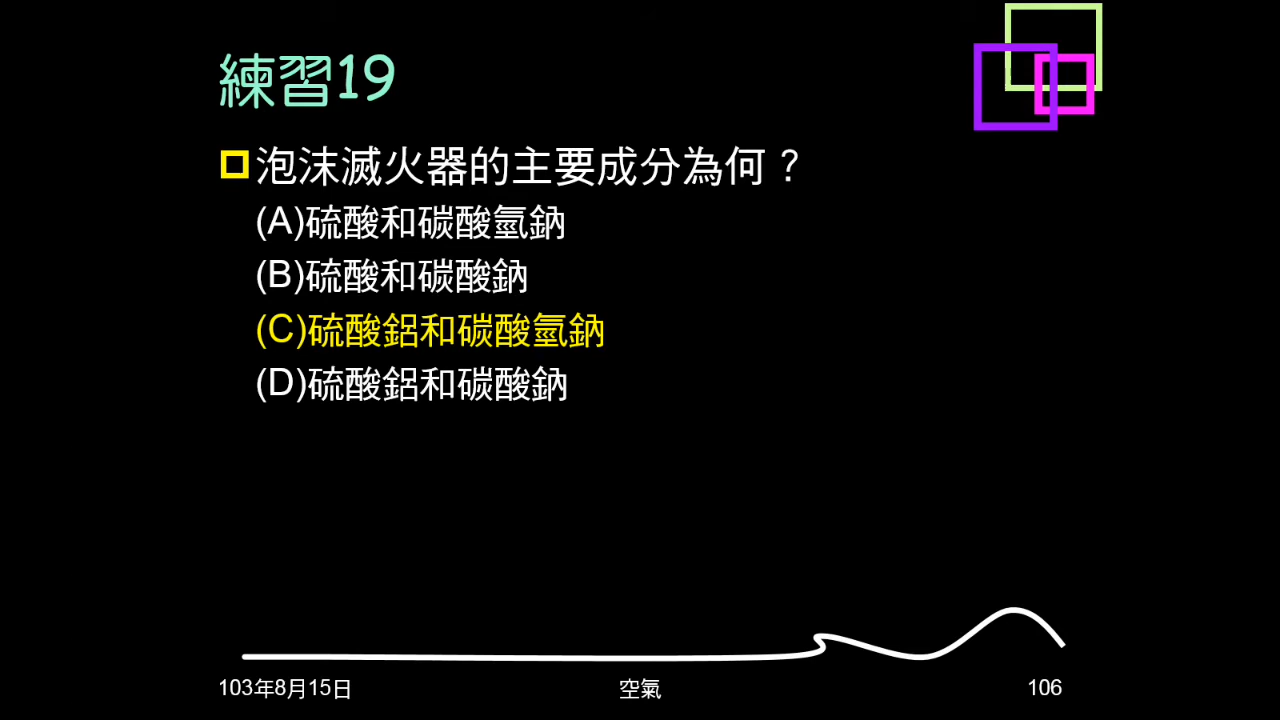 練習19
泡沫滅火器的主要成分為何？
(A)硫酸和碳酸氫鈉
(B)硫酸和碳酸鈉
(C)硫酸鋁和碳酸氫鈉
(D)硫酸鋁和碳酸鈉
103年8月15日
空氣
106